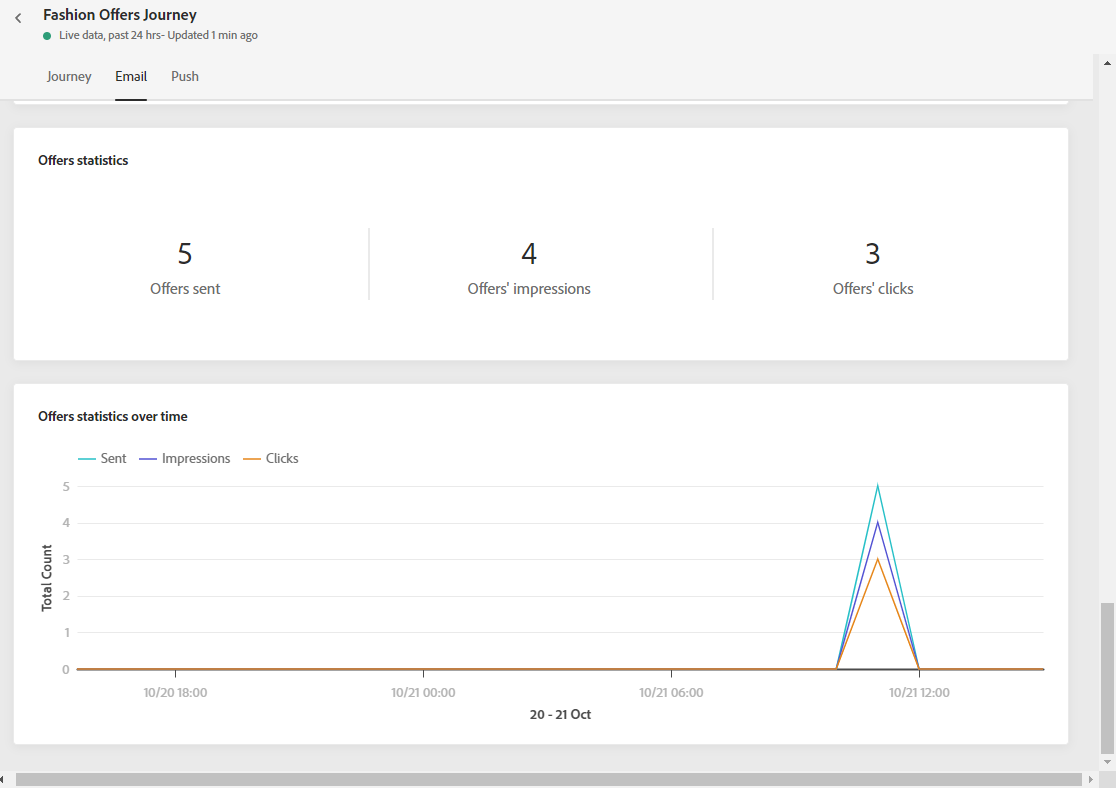 Fashion Offers Journey
Live data, past 24 hrs- Updated 1 min ago
Journey Email Push
Offers statistics
5 4 3
Offers sent Offers' impressions Offers' clicks
Offers statistics over time
Sent Impressions Clicks
5
4
3
2
1
0
Total Count
10/20 18:00 10/21 00:00 10/21 06:00 10/21 12:00
20 - 21 Oct